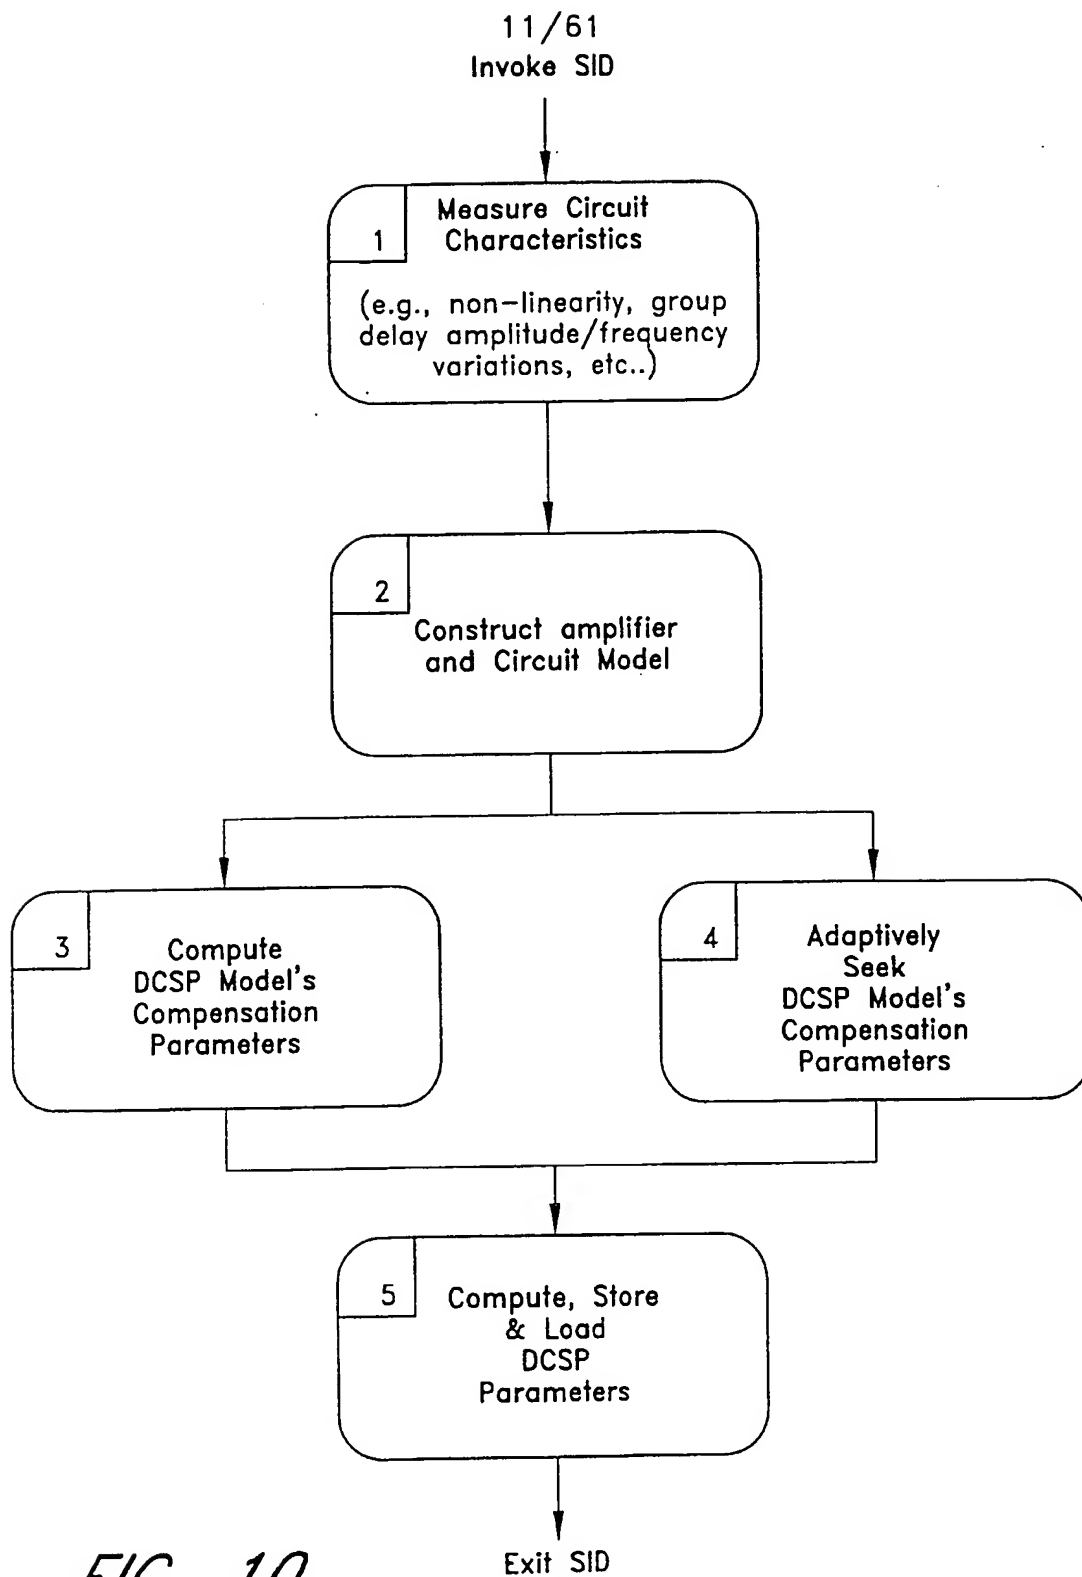 11/61
Invoke SID
1
Measure Circuit
Characteristics
(e.g., non-linearity, group
delay amplitude/frequency
variations, etc..)
2
Construct amplifier
and Circuit Model
3
Compute
DCSP Model's
Compensation
Parameters
4
Adaptively
Seek
DCSP Model's
Compensation
Parameters
5
Compute, Store
& Load
DCSP
Parameters
Exit SID
FIG. 10